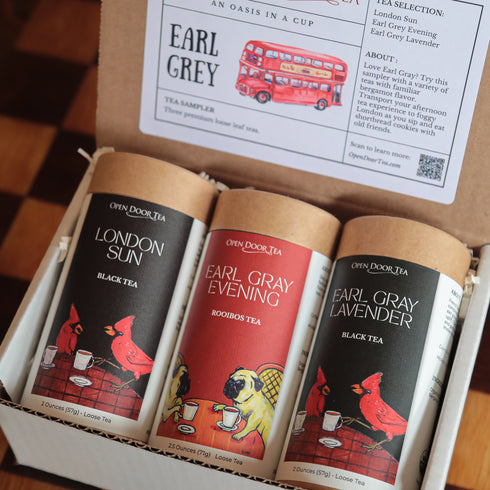 TEA
AN OASIS IN A CUP
EARL
GREY
TEA SAMPLER
Three premium loose leaf teas.
TEA SELECTION:
London Sun
Earl Grey Evening
Earl Grey Lavender
ABOUT :
Love Earl Gray? Try this
sampler with a variety of
teas with familiar
bergamot flavor.
Transport your afternoon
tea experience to foggy
London as you sip and eat
shortbread cookies with
old friends.
Scan to learn more:
OpenDoorTea.com
OPEN DOOR TEA
LONDON
SUN
BLACK TEA
2 Ounces (57g) - Loose Tea
OPEN DOOR TEA
EARL GRAY
EVENING
ROOIBOS TEA
2.5 Ounces (71g) - Loose Tea
OPEN DOOR TEA
EARL GRAY
LAVENDER
BLACK TEA
2 Ounces (57g) - Loose Tea